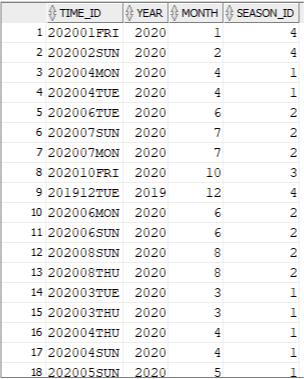 TIME_ID YEAR MONTH SEASON_ID
1 202001FRI 2020 1 4
2 202002SUN 2020 2 4
3 202004MON 2020 4 1
4 202004TUE 2020 4 1
5 202006TUE 2020 6 2
6 202007SUN 2020 7 2
7 202007MON 2020 7 2
8 202010FRI 2020 10 3
9 201912TUE 2019 12 4
10 202006MON 2020 6 2
11 202006SUN 2020 6 2
12 202008SUN 2020 8 2
13 202008THU 2020 8 2
14 202003TUE 2020 3 1
15 202003THU 2020 3 1
16 202004THU 2020 4 1
17 202004SUN 2020 4 1
18 202005SUN 2020 5 1